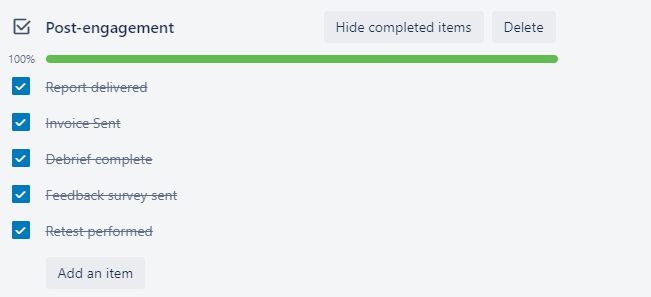 Post-engagement Hide completed items Delete
100%
Report delivered
Invoice Sent
Debrief complete
Feedback survey sent
Retest performed
Add an item